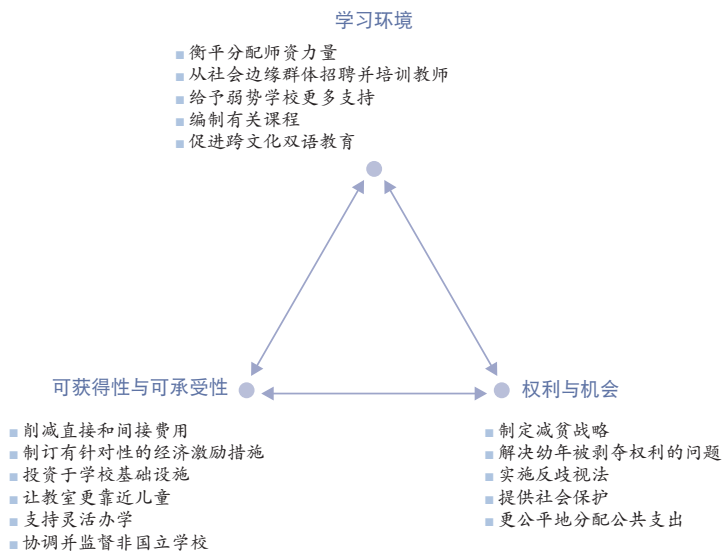 学习环境
衡平分配师资力量
从社会边缘群体招聘并培训教师
给予弱势学校更多支持
编制有关课程
促进跨文化双语教育
可获得性与可承受性
削减直接和间接费用
制订有针对性的经济激励措施
投资于学校基础设施
让教室更靠近儿童
支持灵活办学
协调并监督非国立学校
权利与机会
制定减贫战略
解决幼年被剥夺权利的问题
实施反歧视法
提供社会保护
更公平地分配公共支出